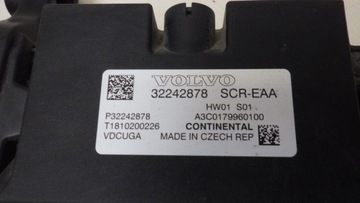 VOLVO
32242878 SCR-EAA
HW01 S01
P32242878 A3C0179960100
T1810200226 CONTINENTAL
VDCUGA MADE IN CZECH REP